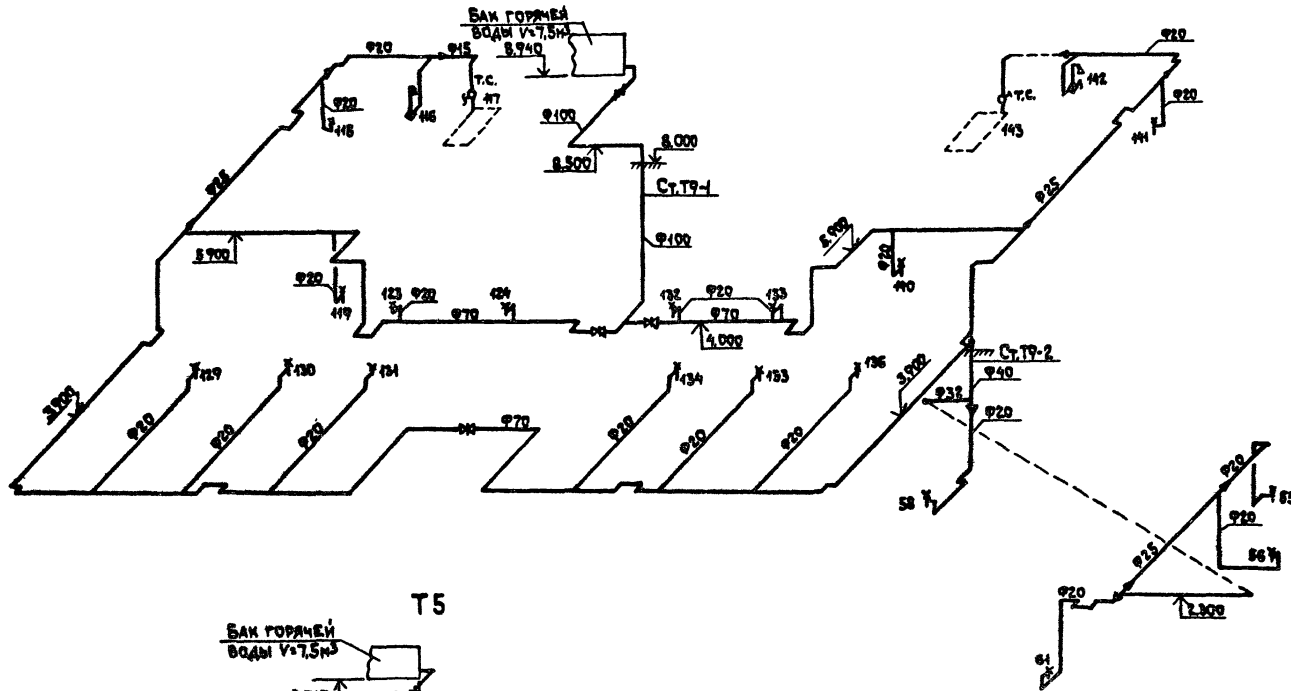 БАК ГОРЯЧЕЙ
ВОДЫ V=7,5М³
8.940
Ф20
Ф15
Т.С.
117
116
Ф20
118
Ф100
8.500
8.000
Ст.Т9-1
Ф100
Ф20
142
Ф20
141
Т.С.
143
Ф25
5.900
Ф20
119
123
Ф20
124
Ф70
132
Ф20
133
Ф70
4.000
5.900
Ф20
140
Ф25
Ст.Т9-2
Ф40
Ф32
Ф20
58
3.900
129
130
131
Ф20
Ф20
Ф20
Ф70
134
133
136
Ф20
Ф20
Ф20
3.900
Ф20
Ф20
55
56
Ф25
Ф20
2.300
61
Т5
БАК ГОРЯЧЕЙ
ВОДЫ V=7,5М³